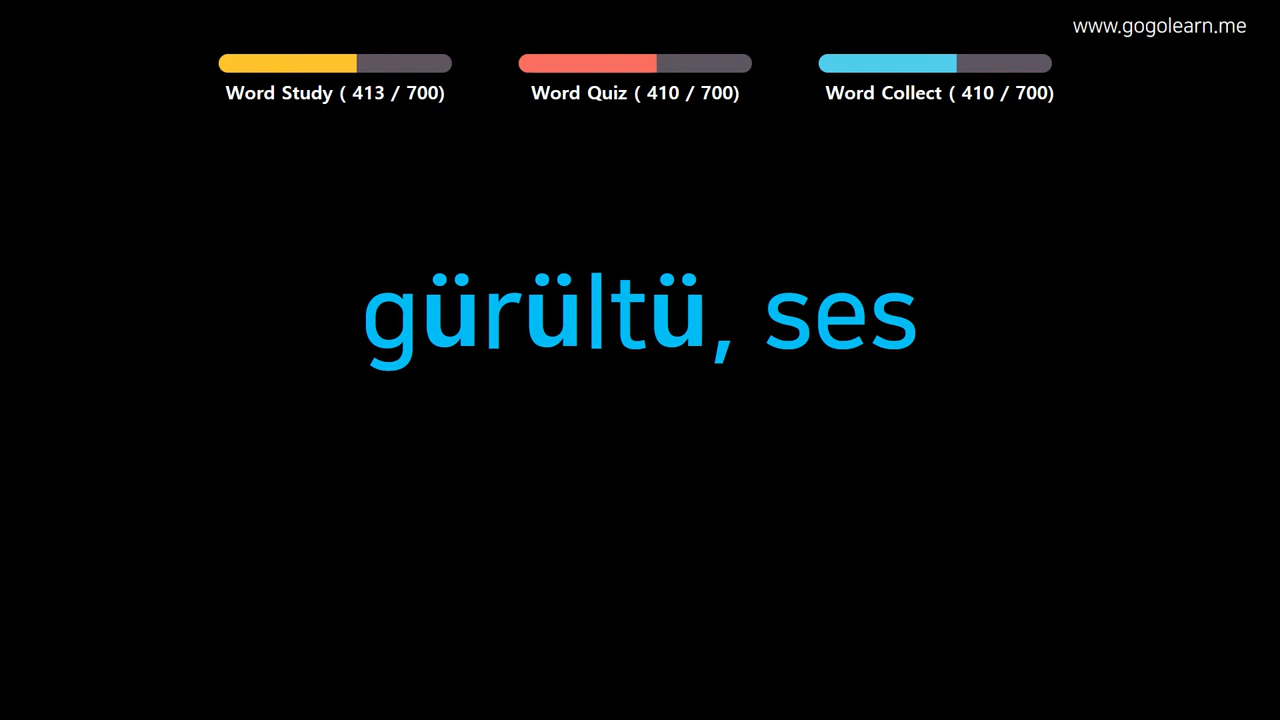 www.gogolearn.me
Word Study ( 413 / 700)
Word Quiz ( 410 / 700)
Word Collect ( 410 / 700)
gürültü, ses